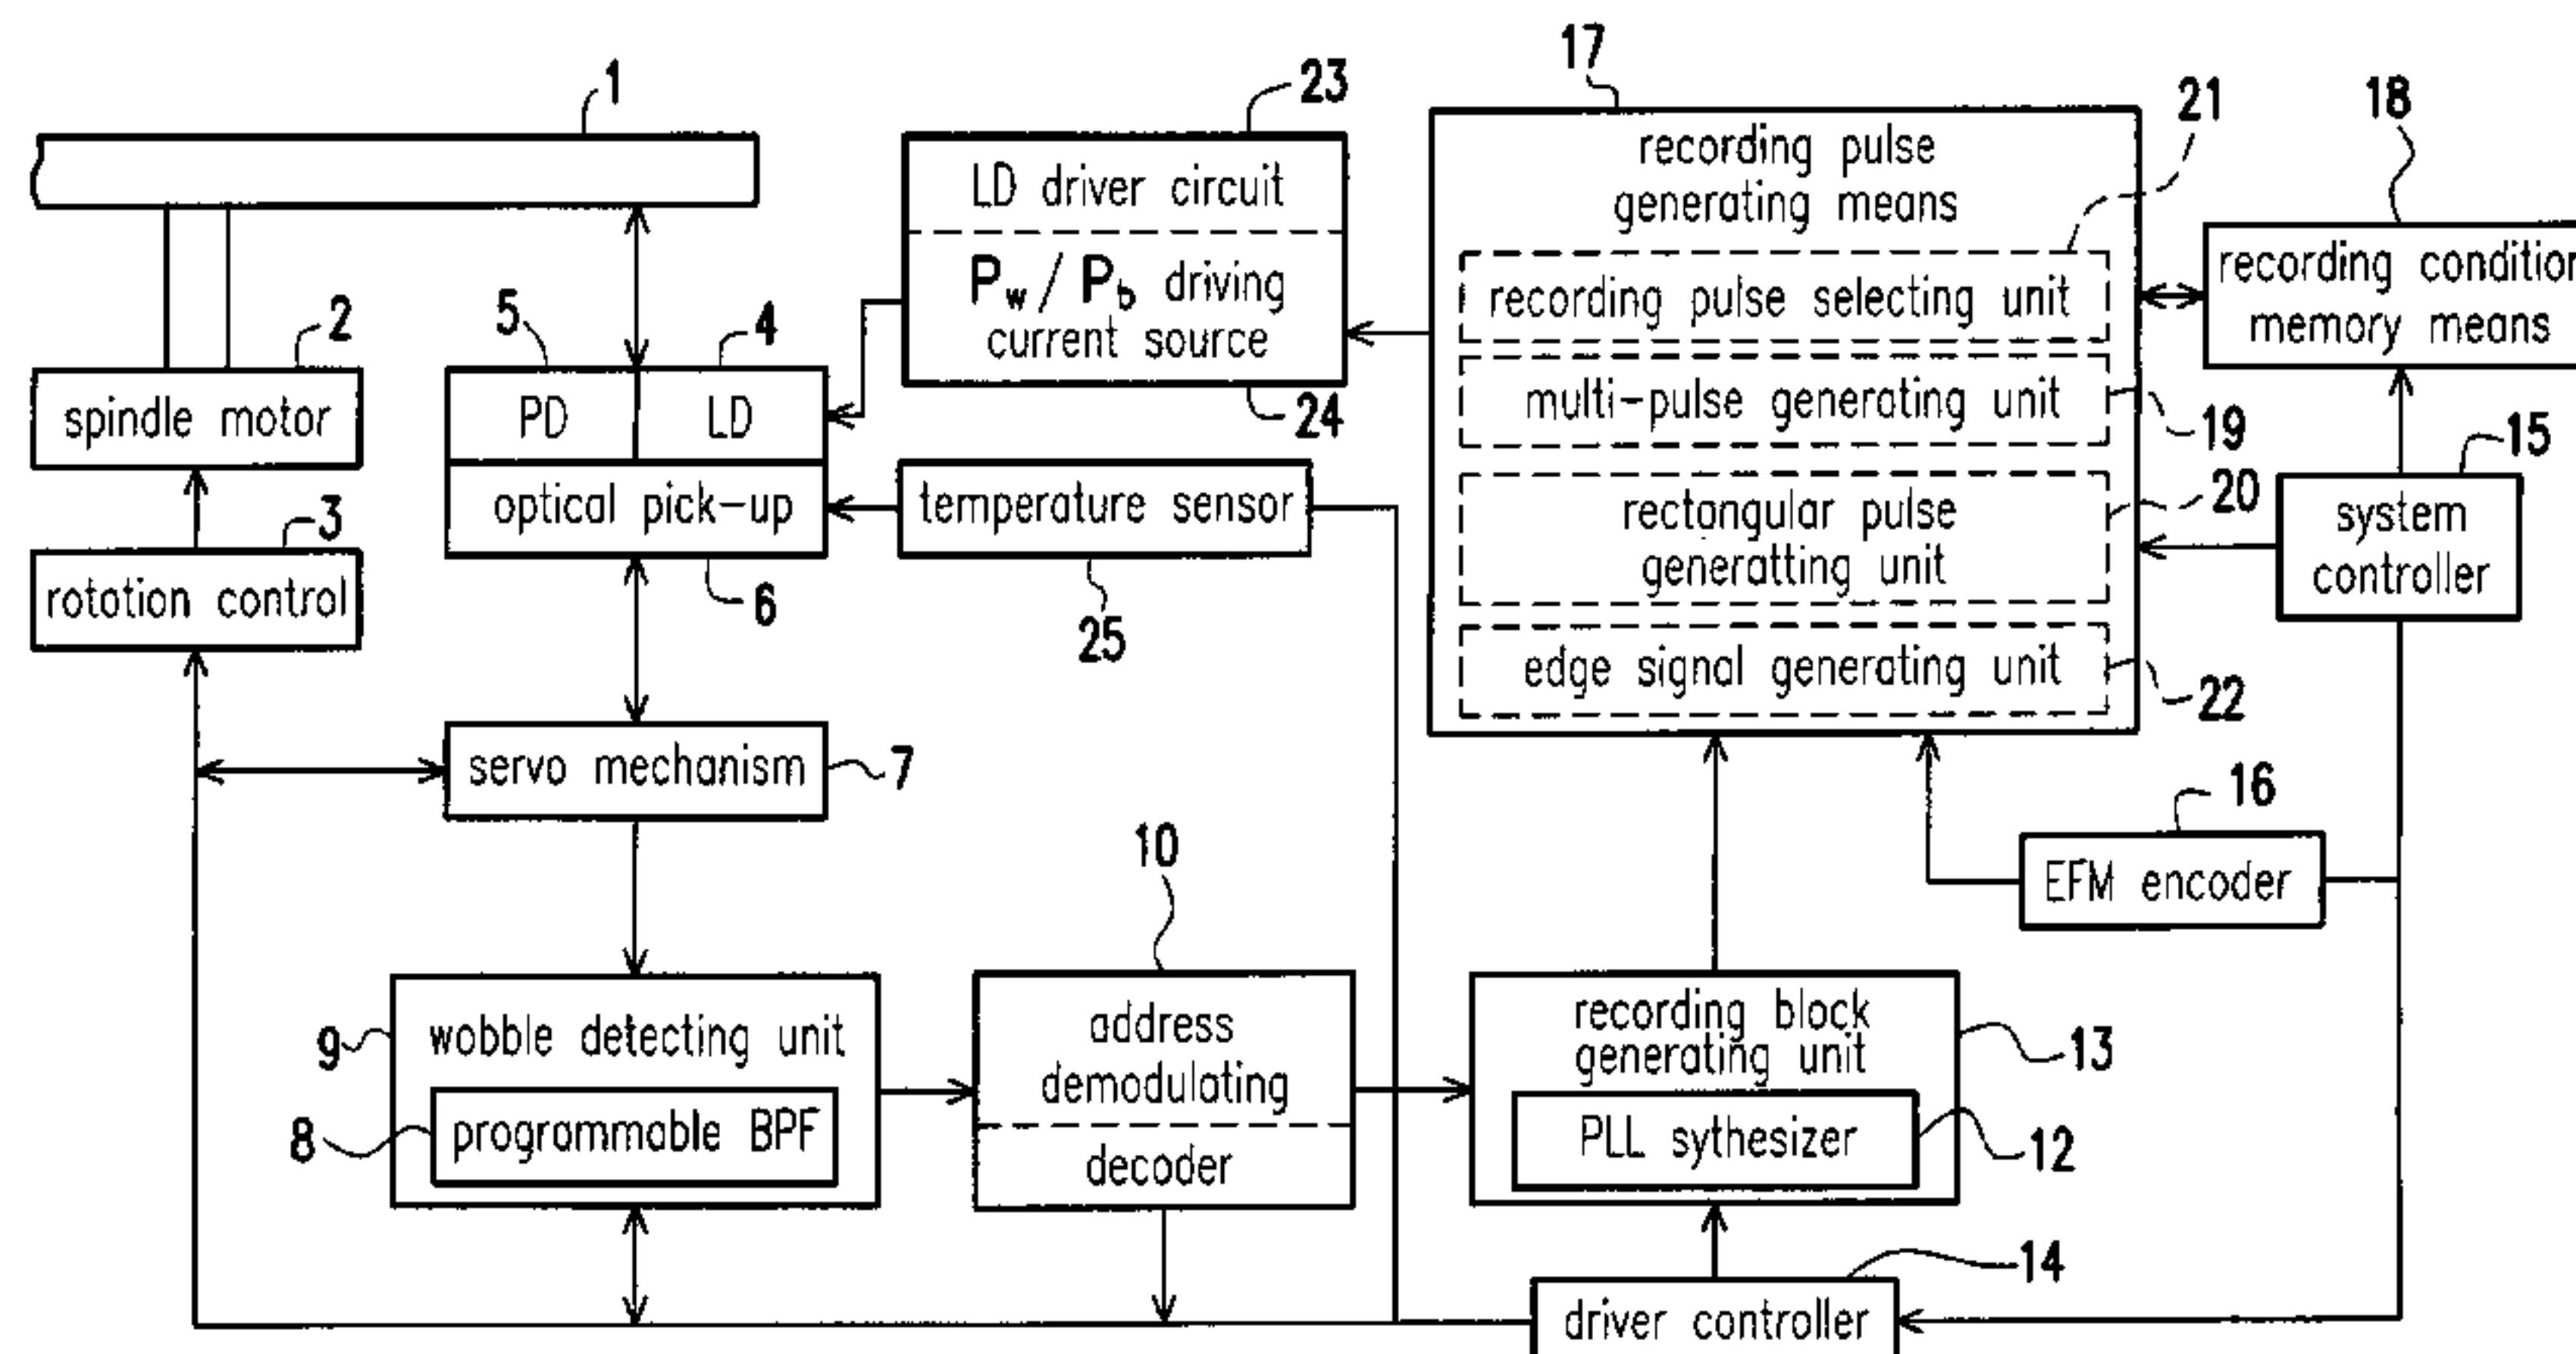 1
23
17
21
18
LD driver circuit
Pw / Pb driving
current source
24
recording pulse
generating means
recording pulse selecting unit
multi-pulse generating unit
19
rectangular pulse
generatting unit
20
edge signal generating unit
22
recording condition
memory means
15
system
controller
2
spindle motor
3
rotation control
5
4
PD
LD
optical pick-up
6
temperature sensor
25
servo mechanism
7
16
EFM encoder
10
9
wobble detecting unit
8
programmable BPF
address
demodulating
decoder
recording block
generating unit
13
PLL sythesizer
12
14
driver controller